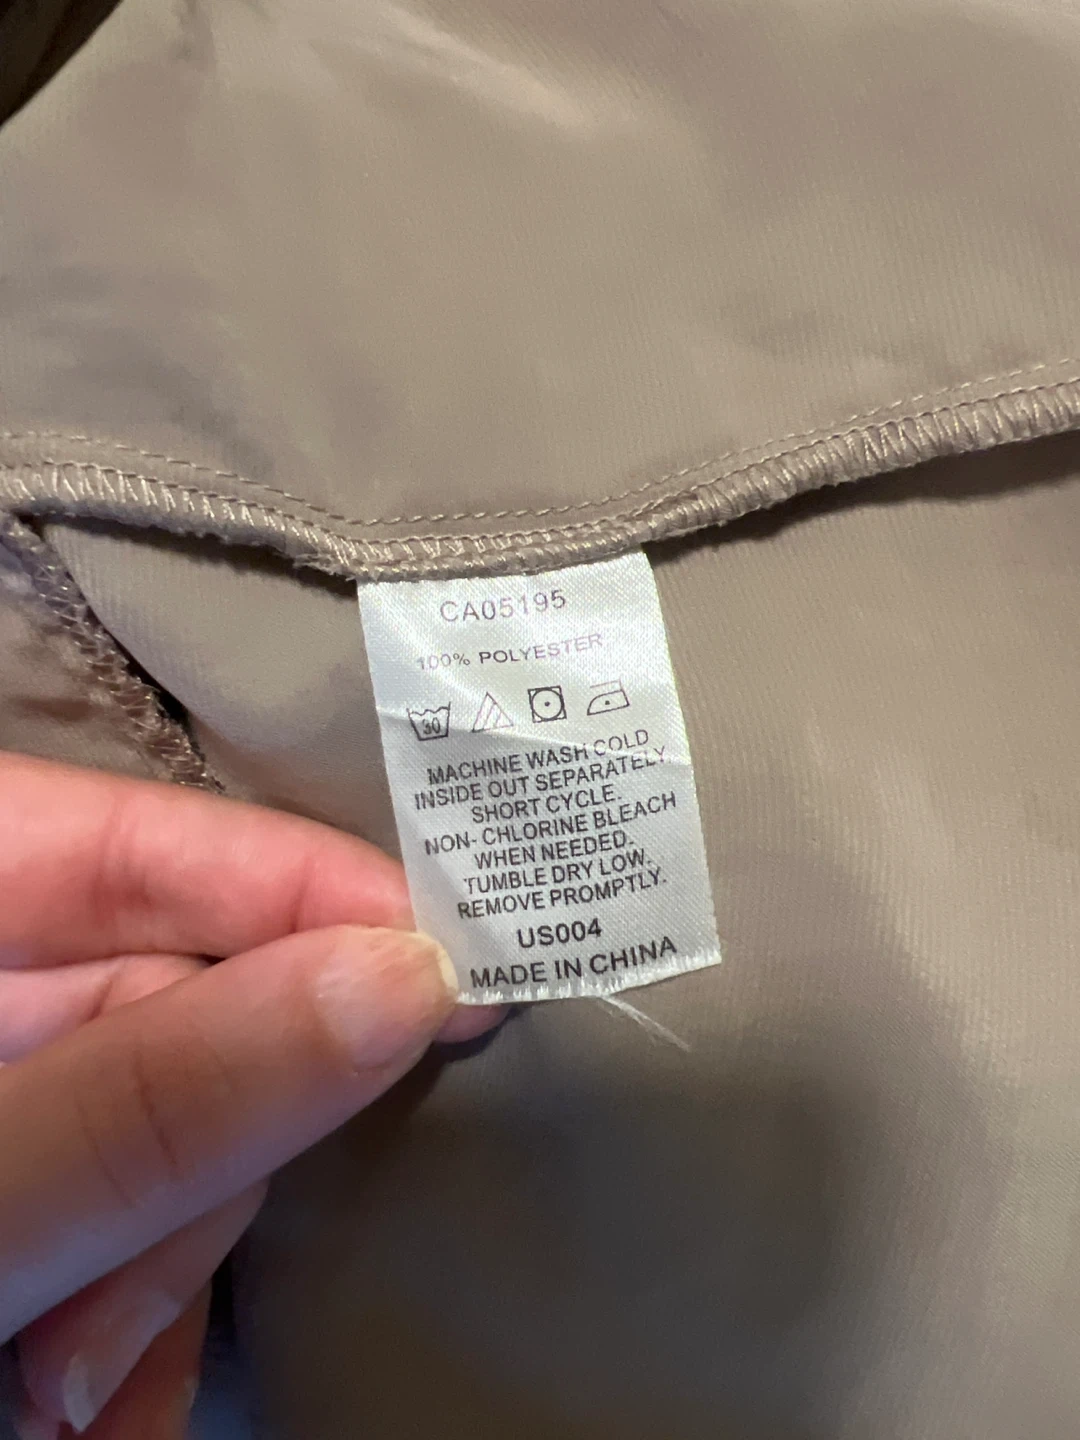 CA05195
100% POLYESTER
30
MACHINE WASH COLD
INSIDE OUT SEPARATELY
SHORT CYCLE.
NON- CHLORINE BLEACH
WHEN NEEDED.
TUMBLE DRY LOW.
REMOVE PROMPTLY.
US004
MADE IN CHINA